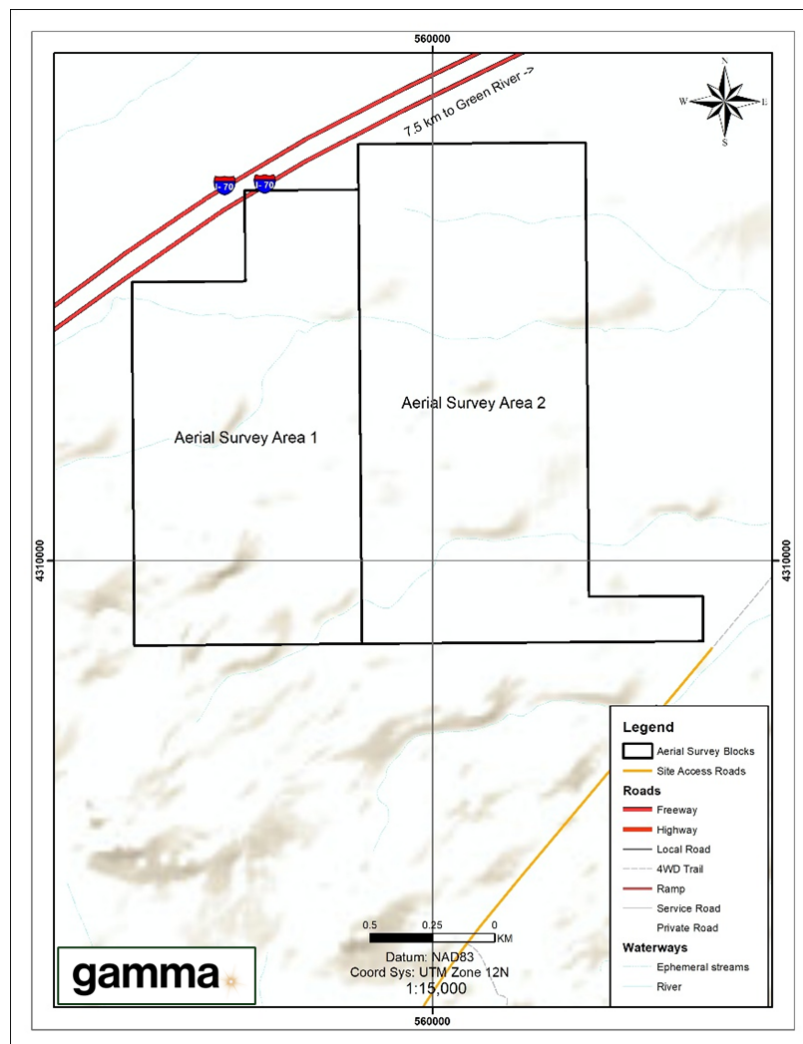 560000
N
W E
S
7.5 km to Green River ->
I- 70
I- 70
Aerial Survey Area 2
Aerial Survey Area 1
4310000
4310000
Legend
Aerial Survey Blocks
Site Access Roads
Roads
Freeway
Highway
Local Road
4WD Trail
Ramp
Service Road
Private Road
Waterways
Ephemeral streams
River
0.5 0.25 0
KM
Datum: NAD83
Coord Sys: UTM Zone 12N
1:15,000
gamma
560000